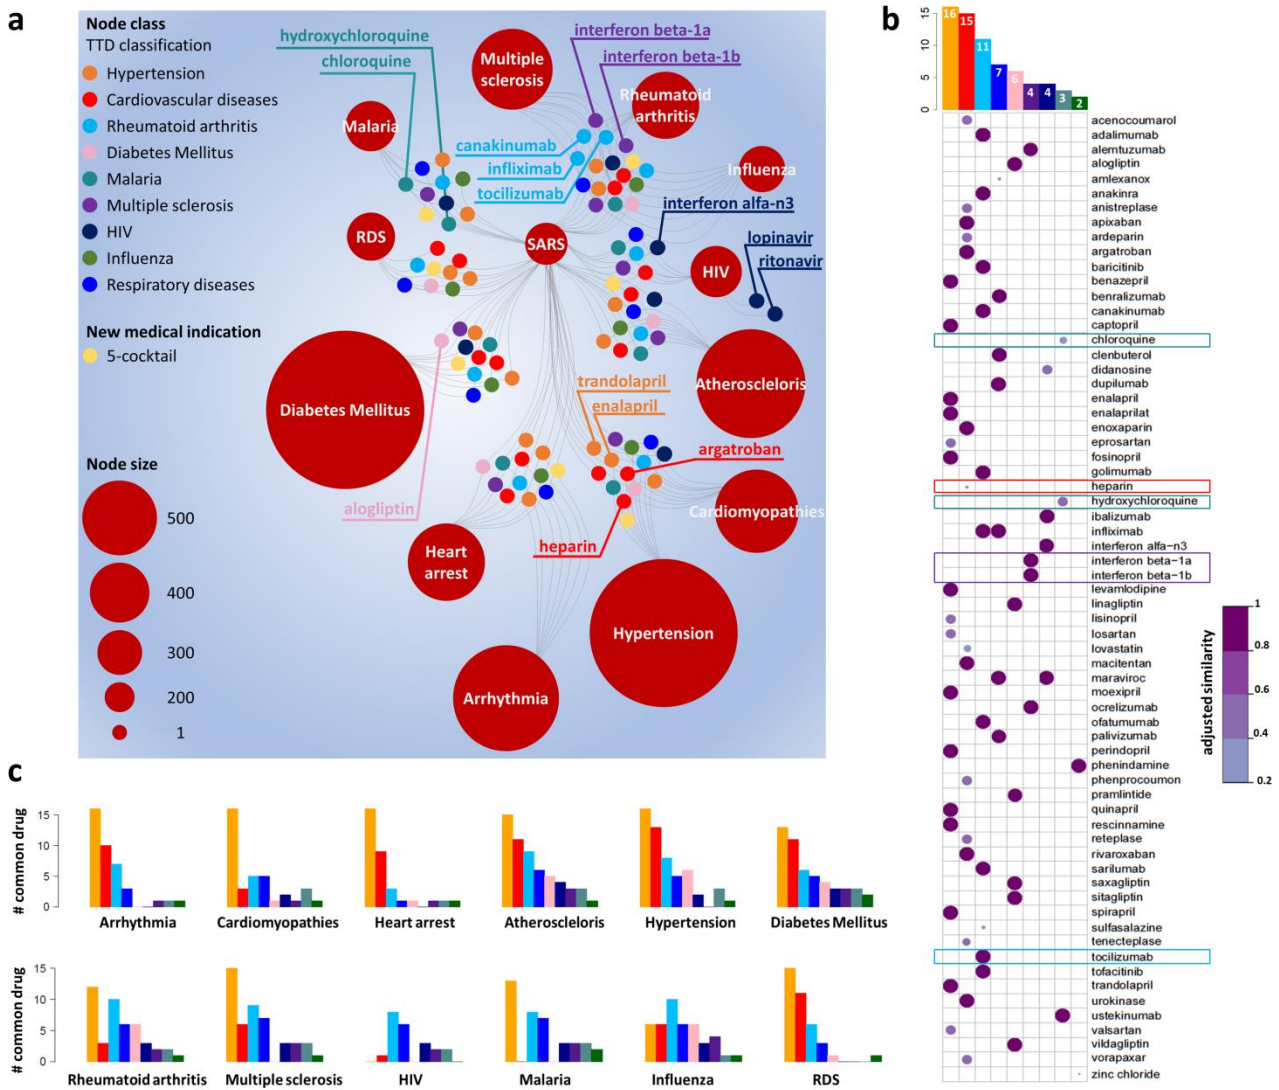 a
Node class
TTD classification
Hypertension
Cardiovascular diseases
Rheumatoid arthritis
Diabetes Mellitus
Malaria
Multiple sclerosis
HIV
Influenza
Respiratory diseases
New medical indication
5-cocktail
Node size
500
400
300
200
1
hydroxychloroquine
chloroquine
Malaria
RDS
Multiple sclerosis
interferon beta-1a
interferon beta-1b
Rheumatoid arthritis
canakinumab
infliximab
tocilizumab
Influenza
interferon alfa-n3
SARS
HIV
lopinavir
ritonavir
Diabetes Mellitus
Atheroscleloris
trandolapril
enalapril
argatroban
alogliptin
Cardiomyopathies
heparin
Heart arrest
Hypertension
Arrhythmia
b
15
10
5
0
16
15
11
7
6
4
4
3
2
acenocoumarol
adalimumab
alemtuzumab
alogliptin
amlexanox
anakinra
anistreplase
apixaban
ardeparin
argatroban
baricitinib
benazepril
benralizumab
canakinumab
captopril
chloroquine
clenbuterol
didanosine
dupilumab
enalapril
enalaprilat
enoxaparin
eprosartan
fosinopril
golimumab
heparin
hydroxychloroquine
ibalizumab
infliximab
interferon alfa-n3
interferon beta-1a
interferon beta-1b
levamlodipine
linagliptin
lisinopril
losartan
lovastatin
macitentan
maraviroc
moexipril
ocrelizumab
ofatumumab
palivizumab
perindopril
phenindamine
phenprocoumon
pramlintide
quinapril
rescinnamine
reteplase
rivaroxaban
sarilumab
saxagliptin
sitagliptin
spirapril
sulfasalazine
tenecteplase
tocilizumab
tofacitinib
trandolapril
urokinase
ustekinumab
valsartan
vildagliptin
vorapaxar
zinc chloride
adjusted similarity
1
0.8
0.6
0.4
0.2
c
# common drug
15
10
5
0
Arrhythmia
Cardiomyopathies
Heart arrest
Atheroscleloris
Hypertension
Diabetes Mellitus
# common drug
15
10
5
0
Rheumatoid arthritis
Multiple sclerosis
HIV
Malaria
Influenza
RDS